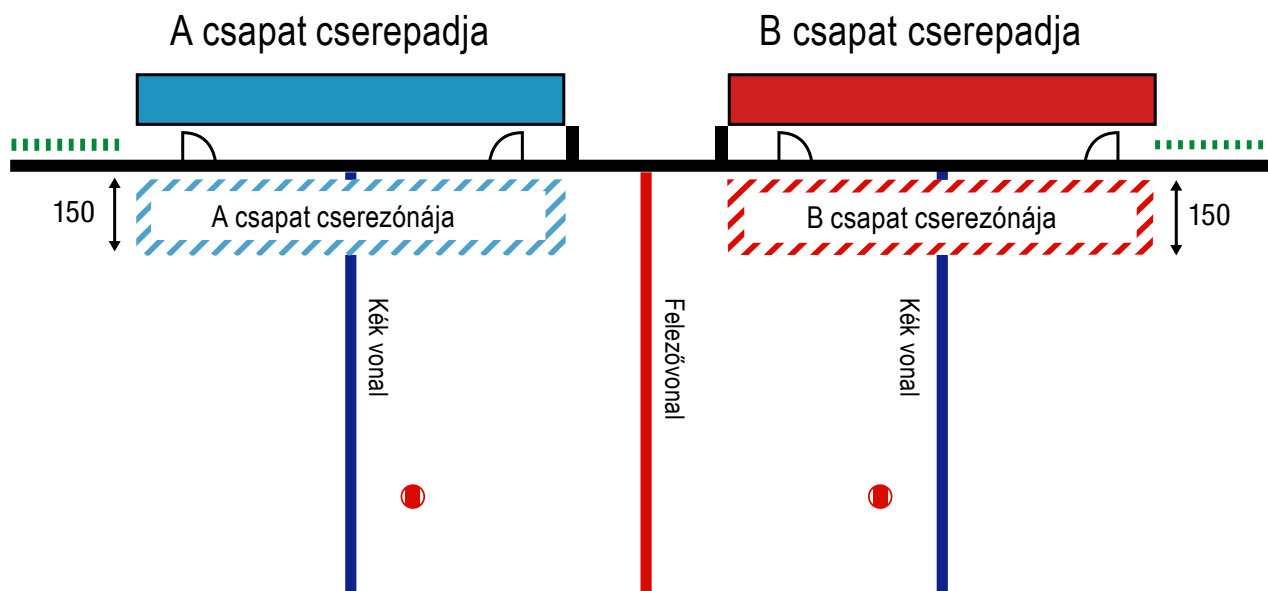 A csapat cserepadja
B csapat cserepadja
150
A csapat cserezónája
B csapat cserezónája
150
Kék vonal
Felezővonal
Kék vonal